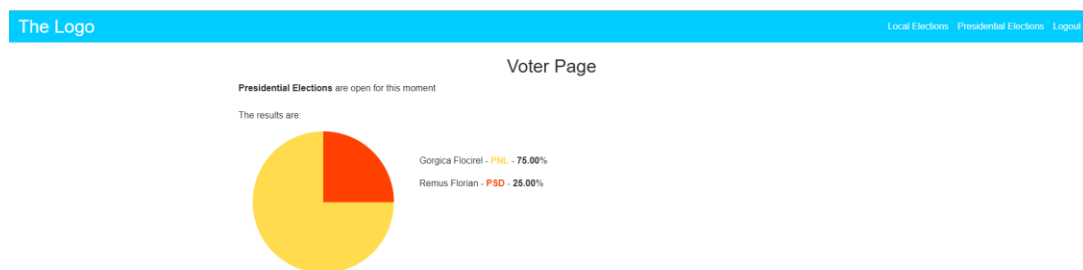 The Logo
Local Elections Presidential Elections Logout
Voter Page
Presidential Elections are open for this moment
The results are:
Gorgica Flocirel - PNL - 75.00%
Remus Florian - PSD - 25.00%